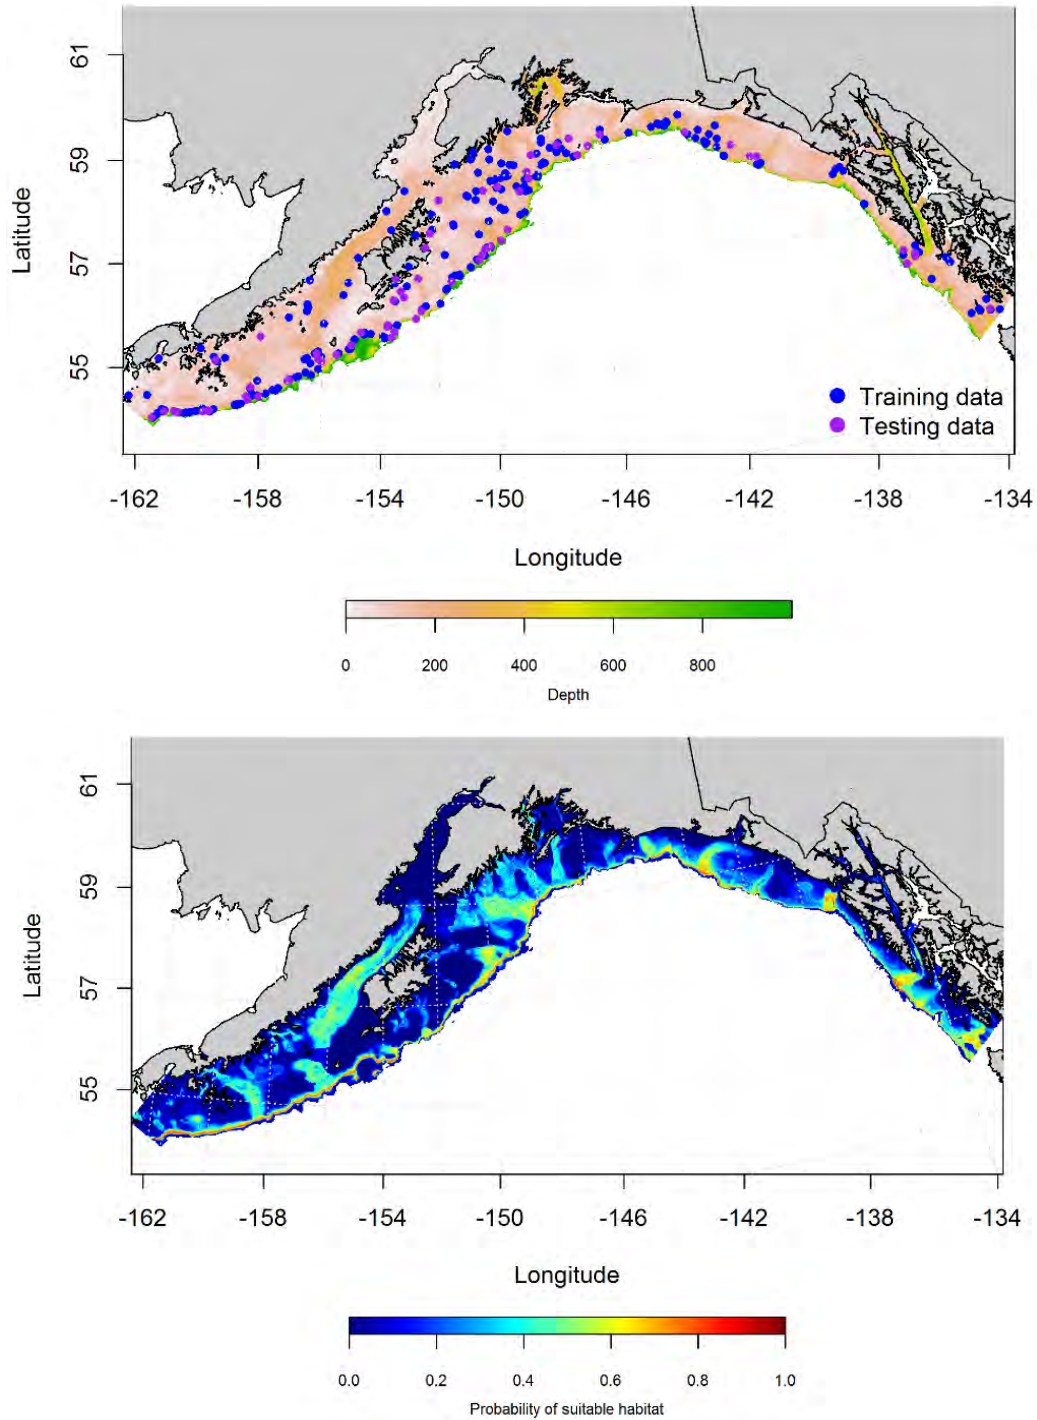 61
59
57
55
Latitude
Training data
Testing data
-162 -158 -154 -150 -146 -142 -138 -134
Longitude
0 200 400 600 800
Depth
61
59
57
55
Latitude
-162 -158 -154 -150 -146 -142 -138 -134
Longitude
0.0 0.2 0.4 0.6 0.8 1.0
Probability of suitable habitat